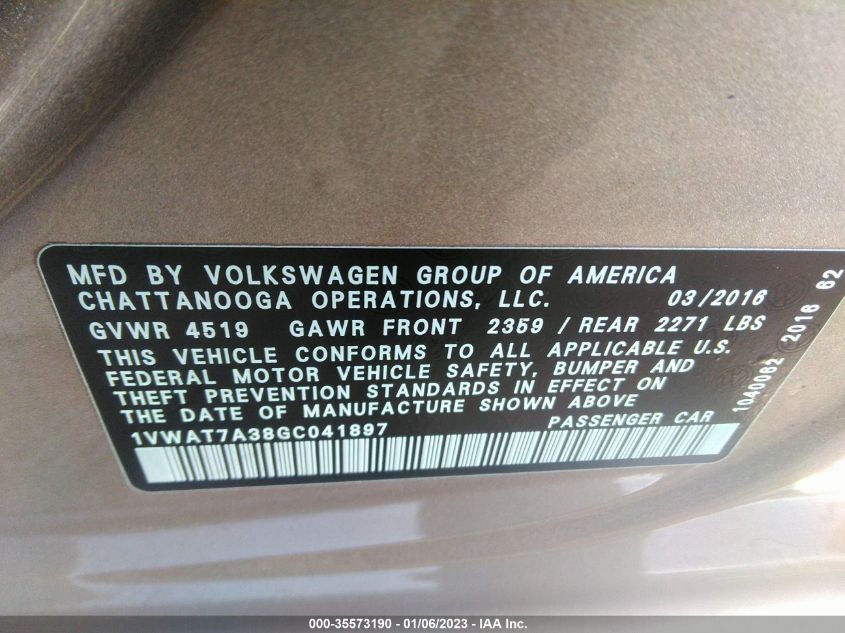 MFD BY VOLKSWAGEN GROUP OF AMERICA
CHATTANOOGA OPERATIONS, LLC. 03/2016
GVWR 4519 GAWR FRONT 2359 / REAR 2271 LBS
THIS VEHICLE CONFORMS TO ALL APPLICABLE U.S.
FEDERAL MOTOR VEHICLE SAFETY, BUMPER AND
THEFT PREVENTION STANDARDS IN EFFECT ON
THE DATE OF MANUFACTURE SHOWN ABOVE
1VWAT7A38GC041897 PASSENGER CAR
1040062 2016 62
000-35573190 - 01/06/2023 - IAA Inc.